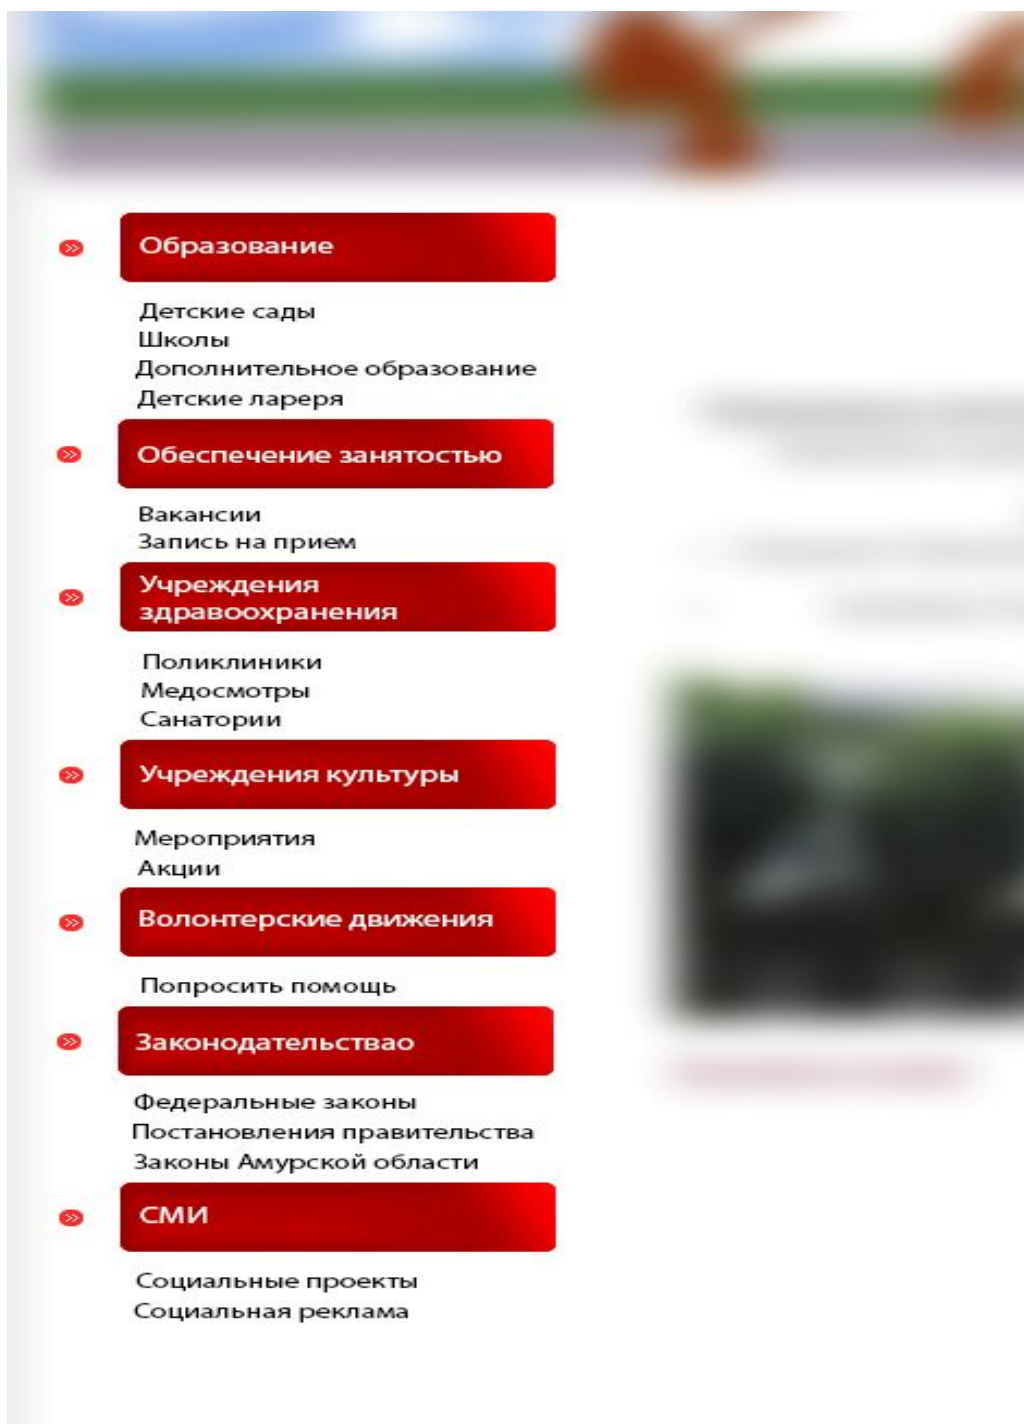 Образование
Детские сады
Школы
Дополнительное образование
Детские лареря
Обеспечение занятостью
Вакансии
Запись на прием
Учреждения
здравоохранения
Поликлиники
Медосмотры
Санатории
Учреждения культуры
Мероприятия
Акции
Волонтерские движения
Попросить помощь
Законодательствао
Федеральные законы
Постановления правительства
Законы Амурской области
СМИ
Социальные проекты
Социальная реклама